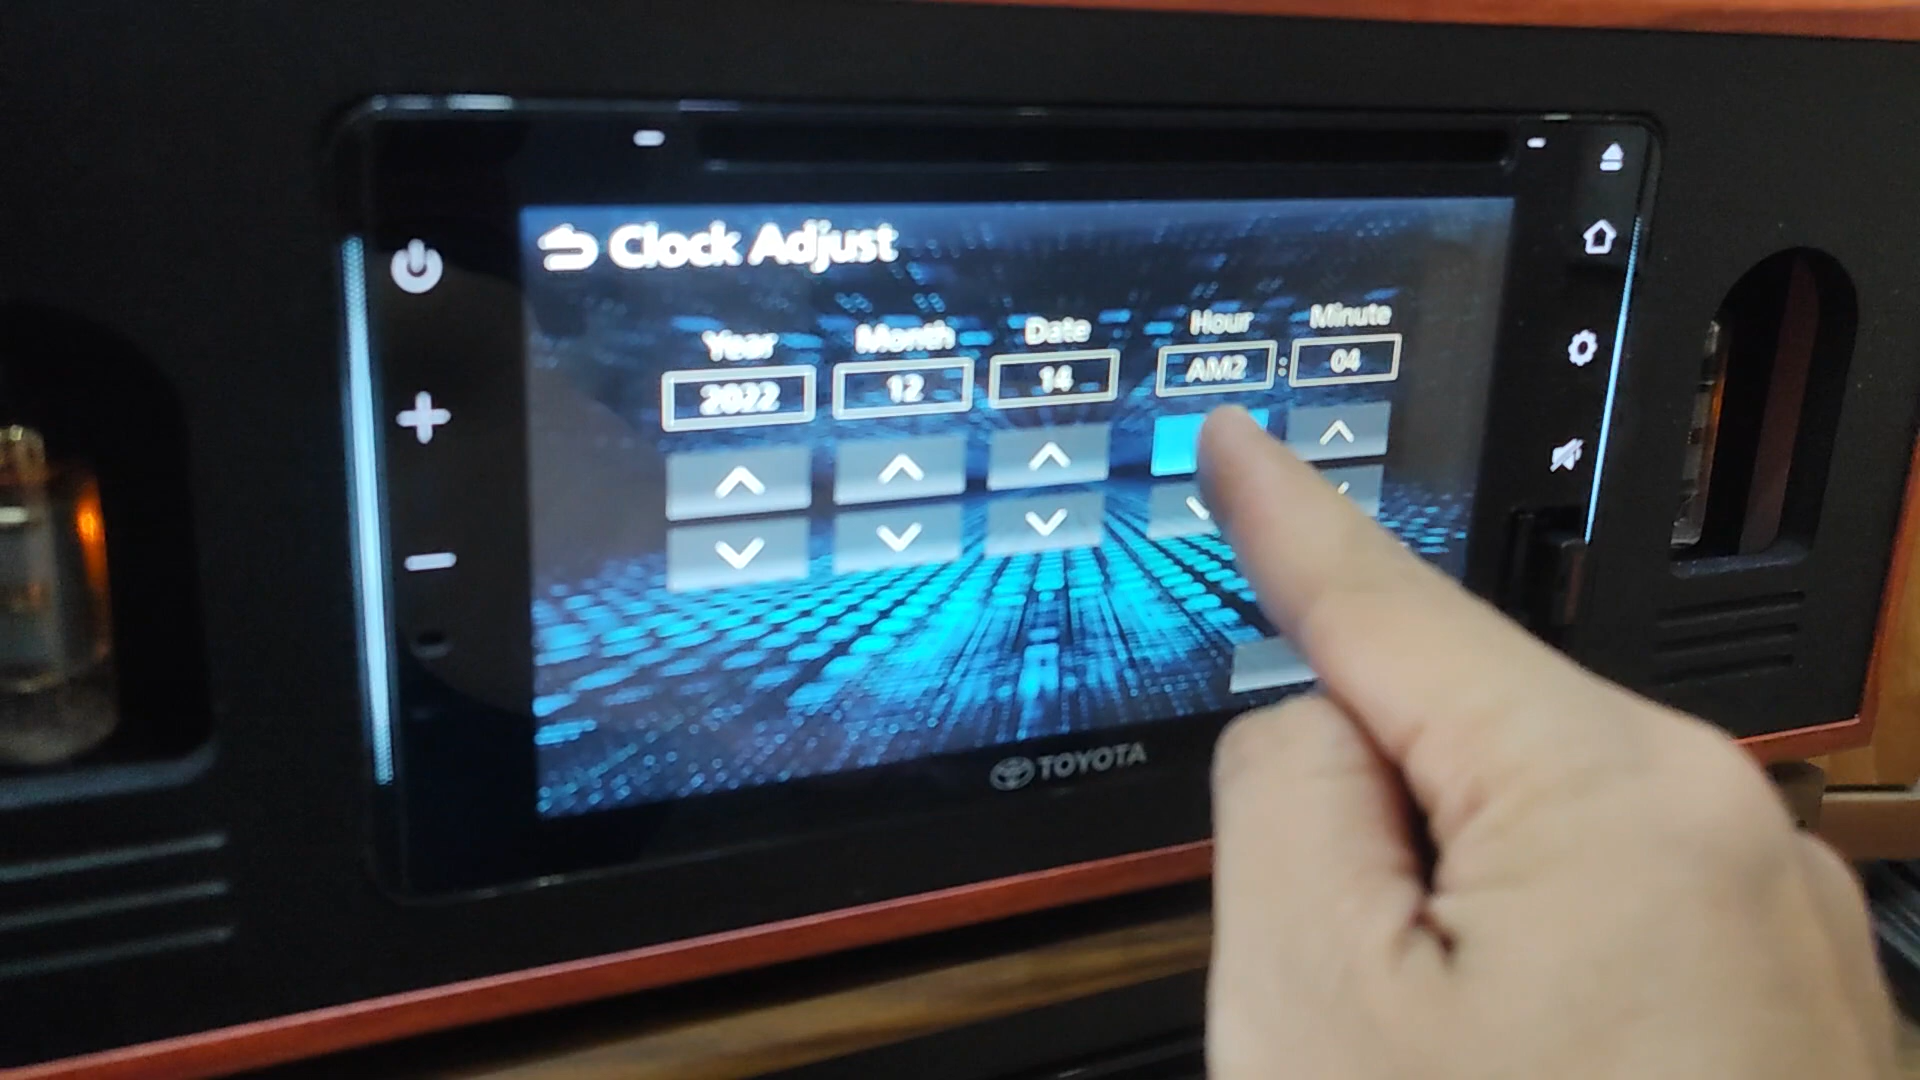 Clock Adjust
Year Month Date Hour Minute
2022 12 14 AM2 : 04
TOYOTA